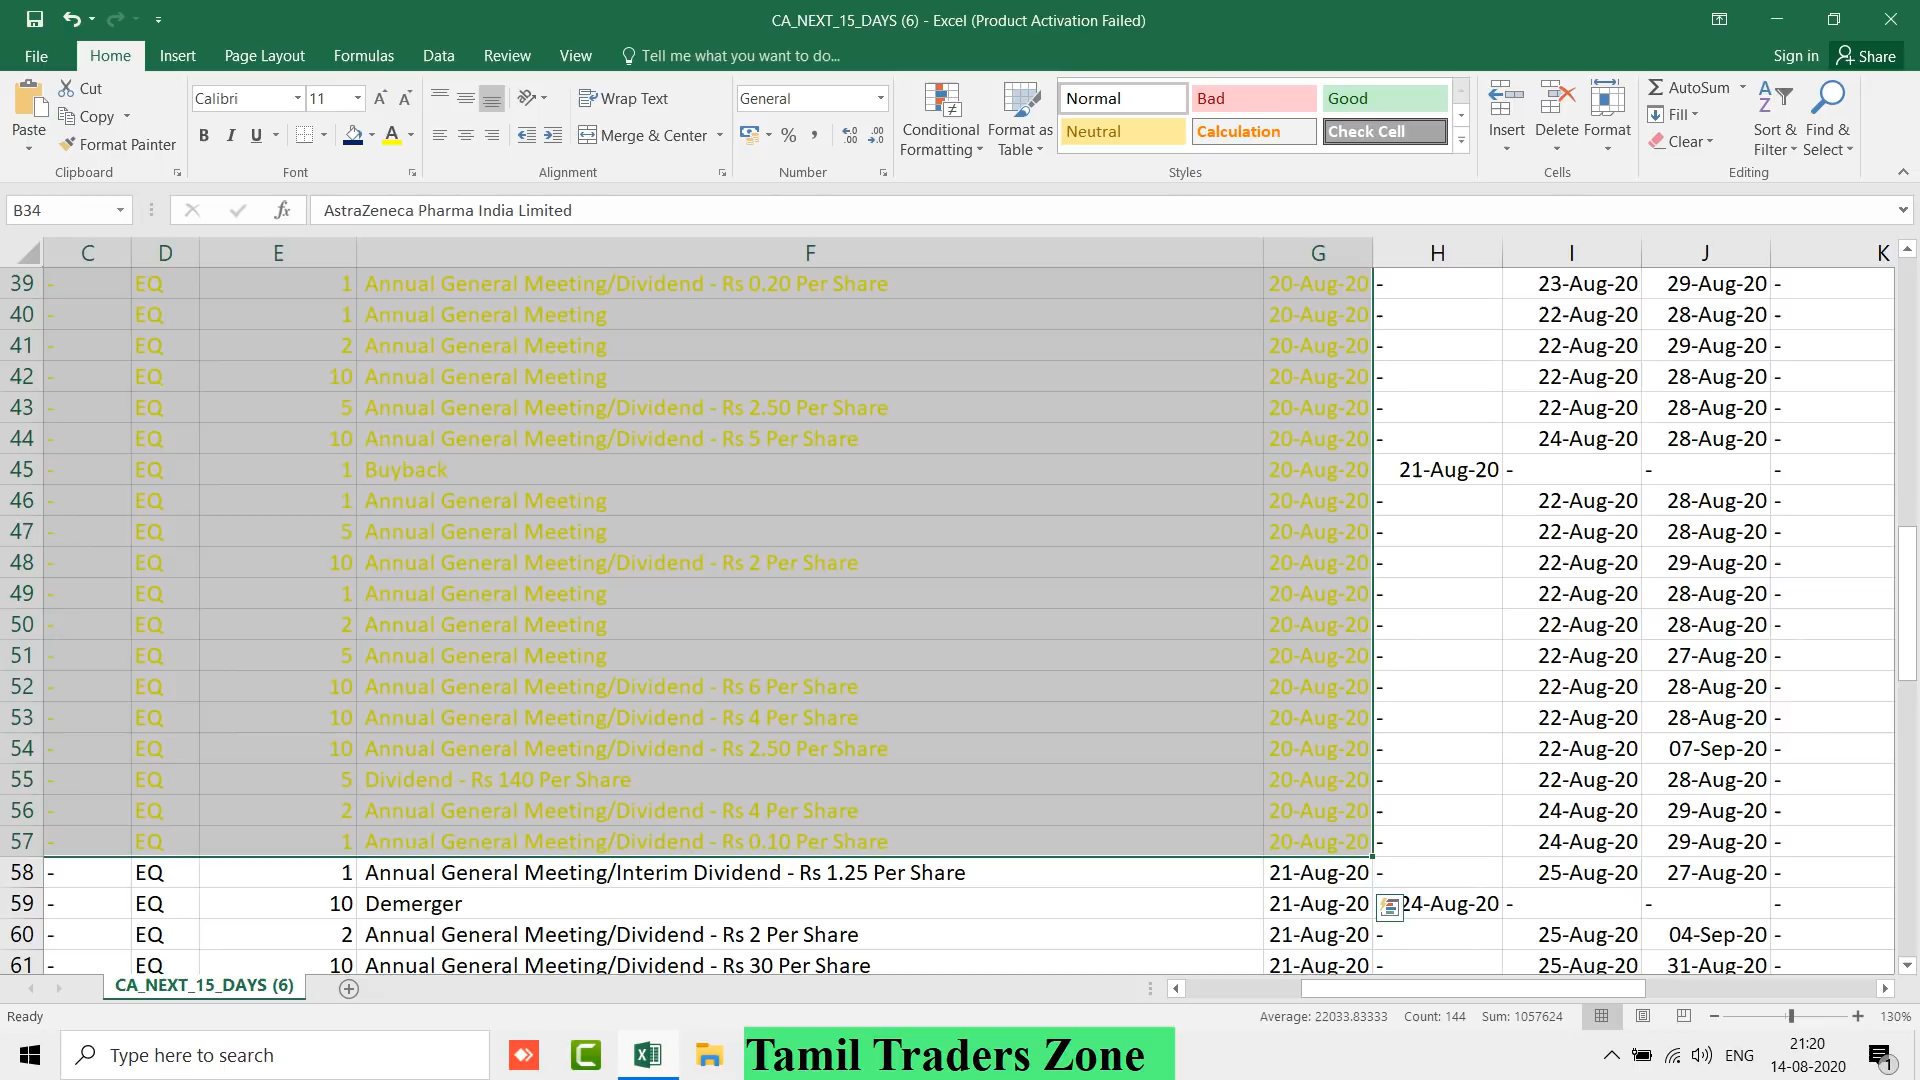 CA_NEXT_15_DAYS (6) - Excel (Product Activation Failed)
File Home Insert Page Layout Formulas Data Review View Tell me what you want to do... Sign in Share
Paste Cut Copy Format Painter Clipboard
Calibri 11 A A B I U A Font
Wrap Text Merge & Center Alignment
General % , Number
Conditional Formatting Format as Table
Normal Bad Good
Neutral Calculation Check Cell
Styles
Insert Delete Format Cells
AutoSum Fill Clear Sort & Filter Find & Select Editing
B34 fx AstraZeneca Pharma India Limited
C D E F G H I J K
39 - EQ 1 Annual General Meeting/Dividend - Rs 0.20 Per Share 20-Aug-20 - 23-Aug-20 29-Aug-20 -
40 - EQ 1 Annual General Meeting 20-Aug-20 - 22-Aug-20 28-Aug-20 -
41 - EQ 2 Annual General Meeting 20-Aug-20 - 22-Aug-20 29-Aug-20 -
42 - EQ 10 Annual General Meeting 20-Aug-20 - 22-Aug-20 28-Aug-20 -
43 - EQ 5 Annual General Meeting/Dividend - Rs 2.50 Per Share 20-Aug-20 - 22-Aug-20 28-Aug-20 -
44 - EQ 10 Annual General Meeting/Dividend - Rs 5 Per Share 20-Aug-20 - 24-Aug-20 28-Aug-20 -
45 - EQ 1 Buyback 20-Aug-20 21-Aug-20 - - -
46 - EQ 1 Annual General Meeting 20-Aug-20 - 22-Aug-20 28-Aug-20 -
47 - EQ 5 Annual General Meeting 20-Aug-20 - 22-Aug-20 28-Aug-20 -
48 - EQ 10 Annual General Meeting/Dividend - Rs 2 Per Share 20-Aug-20 - 22-Aug-20 29-Aug-20 -
49 - EQ 1 Annual General Meeting 20-Aug-20 - 22-Aug-20 28-Aug-20 -
50 - EQ 2 Annual General Meeting 20-Aug-20 - 22-Aug-20 28-Aug-20 -
51 - EQ 5 Annual General Meeting 20-Aug-20 - 22-Aug-20 27-Aug-20 -
52 - EQ 10 Annual General Meeting/Dividend - Rs 6 Per Share 20-Aug-20 - 22-Aug-20 28-Aug-20 -
53 - EQ 10 Annual General Meeting/Dividend - Rs 4 Per Share 20-Aug-20 - 22-Aug-20 28-Aug-20 -
54 - EQ 10 Annual General Meeting/Dividend - Rs 2.50 Per Share 20-Aug-20 - 22-Aug-20 07-Sep-20 -
55 - EQ 5 Dividend - Rs 140 Per Share 20-Aug-20 - 22-Aug-20 28-Aug-20 -
56 - EQ 2 Annual General Meeting/Dividend - Rs 4 Per Share 20-Aug-20 - 24-Aug-20 29-Aug-20 -
57 - EQ 1 Annual General Meeting/Dividend - Rs 0.10 Per Share 20-Aug-20 - 24-Aug-20 29-Aug-20 -
58 - EQ 1 Annual General Meeting/Interim Dividend - Rs 1.25 Per Share 21-Aug-20 - 25-Aug-20 27-Aug-20 -
59 - EQ 10 Demerger 21-Aug-20 24-Aug-20 - - -
60 - EQ 2 Annual General Meeting/Dividend - Rs 2 Per Share 21-Aug-20 - 25-Aug-20 04-Sep-20 -
61 - EQ 10 Annual General Meeting/Dividend - Rs 30 Per Share 21-Aug-20 - 25-Aug-20 31-Aug-20 -
CA_NEXT_15_DAYS (6)
Ready Average: 22033.83333 Count: 144 Sum: 1057624 130%
Type here to search Tamil Traders Zone ENG 21:20
14-08-2020 1